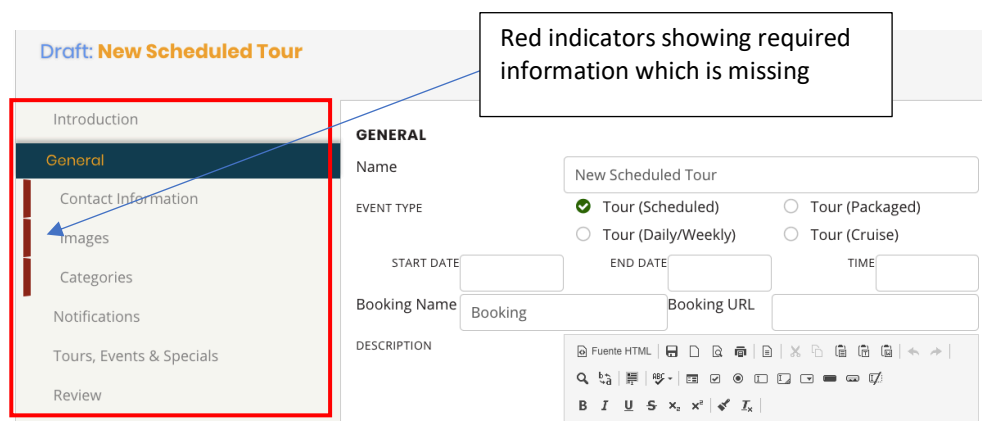 Draft: New Scheduled Tour
Red indicators showing required
information which is missing
Introduction
General
Contact Information
Images
Categories
Notifications
Tours, Events & Specials
Review
GENERAL
Name
New Scheduled Tour
EVENT TYPE
Tour (Scheduled)
Tour (Packaged)
Tour (Daily/Weekly)
Tour (Cruise)
START DATE
END DATE
TIME
Booking Name
Booking
Booking URL
DESCRIPTION
Fuente HTML
B I U S x₂ x² Iₓ